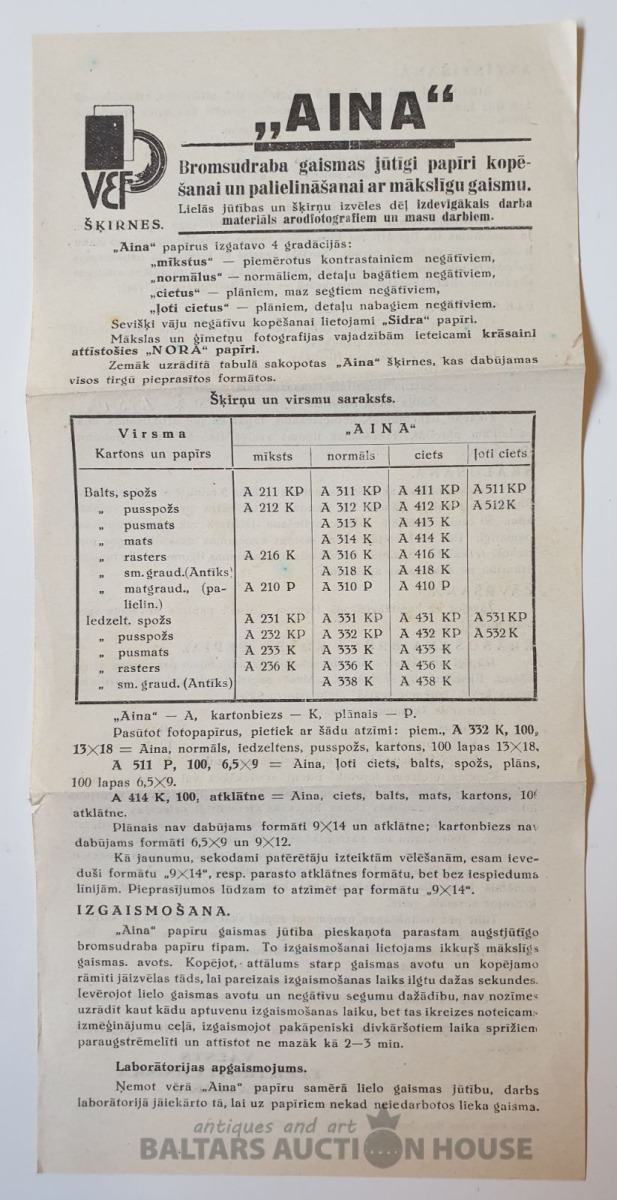 VEF
„AINA“
Bromsudraba gaismas jūtīgi papīri kopē-
šanai un palielināšanai ar mākslīgu gaismu.
Lielās jūtības un šķirņu izvēles dēļ izdevīgākais darba
materiāls arodfotografiem un masu darbiem.
ŠĶIRNES.
„Aina“ papīrus izgatavo 4 gradācijās:
„mīkstus“ — piemērotus kontrastainiem negātīviem,
„normālus“ — normāliem, detaļu bagātiem negātīviem,
„cietus“ — plāniem, maz segtiem negātīviem,
„ļoti cietus“ — plāniem, detaļu nabagiem negātīviem.
Sevišķi vāju negātīvu kopēšanai lietojami „Sidra“ papīri.
Mākslas un ģīmetņu fotografijas vajadzībām ieteicami krāsainl
attīstošies „NORA“ papīri.
Zemāk uzrādītā tabulā sakopotas „Aina“ šķirnes, kas dabūjamas
visos tirgū pieprasītos formātos.
Šķirņu un virsmu saraksts.
Virsma „AINA“
Kartons un papīrs mīksts normāls ciets ļoti ciets
Balts, spožs A 211 KP A 311 KP A 411 KP A 511 KP
„ pusspožs A 212 K A 312 KP A 412 KP A 512 K
„ pusmats A 313 K A 413 K
„ mats A 314 K A 414 K
„ rasters A 216 K A 316 K A 416 K
„ sm. graud. (Antīks) A 318 K A 418 K
„ matgraud., (pa- A 210 P A 310 P A 410 P
lielin.)
Iedzelt. spožs A 231 KP A 331 KP A 431 KP A 531 KP
„ pusspožs A 232 KP A 332 KP A 432 KP A 532 K
„ pusmats A 233 K A 333 K A 433 K
„ rasters A 236 K A 336 K A 436 K
„ sm. graud. (Antīks) A 338 K A 438 K
„Aina“ — A, kartonbiezs — K, plānais — P.
Pasūtot fotopapīrus, pietiek ar šādu atzīmi: piem., A 332 K, 100,
13×18 = Aina, normāls, iedzeltens, pusspožs, kartons, 100 lapas 13×18.
A 511 P, 100, 6,5×9 = Aina, ļoti ciets, balts, spožs, plāns,
100 lapas 6,5×9.
A 414 K, 100, atklātne = Aina, ciets, balts, mats, kartons, 10
atklātne.
Plānais nav dabūjams formāti 9×14 un atklātne; kartonbiezs nav
dabūjams formāti 6,5×9 un 9×12.
Kā jaunumu, sekodami patērētāju izteiktām vēlēšanām, esam ieve-
duši formātu „9×14“, resp. parasto atklātnes formātu, bet bez iespieduma
līnijām. Pieprasījumos lūdzam to atzīmēt par formātu „9×14“.
IZGAISMOŠANA.
„Aina“ papīru gaismas jūtība pieskaņota parastam augstjūtīgo
bromsudraba papīru tipam. To izgaismošanai lietojams ikkuŗš mākslīgs
gaismas. avots. Kopējot, attālums starp gaismas avotu un kopējamo
rāmīti jāizvēlas tāds, lai pareizais izgaismošanas laiks ilgtu dažas sekundes.
Ievērojot lielo gaismas avotu un negātīvu segumu dažādību, nav nozīmes
uzrādīt kaut kādu aptuvenu izgaismošanas laiku, bet tas ikreizes noteicams
izmēģinājumu ceļā, izgaismojot pakāpeniski divkāršotiem laika sprīžiem
paraugstrēmelīti un attīstot ne mazāk kā 2—3 min.
Laborātorijas apgaismojums.
Ņemot vērā „Aina“ papīru samērā lielo gaismas jūtību, darbs
laborātorijā jāiekārto tā, lai uz papīriem nekad neiedarbotos lieka gaisma.
antiques and art
BALTARS AUCTION HOUSE